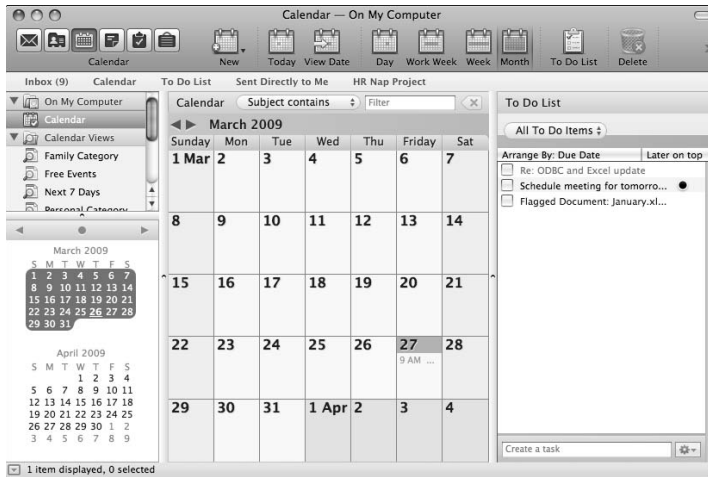 Calendar — On My Computer
Calendar
New
Today
View Date
Day
Work Week
Week
Month
To Do List
Delete
Inbox (9)
Calendar
To Do List
Sent Directly to Me
HR Nap Project
On My Computer
Calendar
Calendar Views
Family Category
Free Events
Next 7 Days
Personal Category
March 2009
S M T W T F S
1 2 3 4 5 6 7
8 9 10 11 12 13 14
15 16 17 18 19 20 21
22 23 24 25 26 27 28
29 30 31
April 2009
S M T W T F S
1 2 3 4
5 6 7 8 9 10 11
12 13 14 15 16 17 18
19 20 21 22 23 24 25
26 27 28 29 30 1 2
3 4 5 6 7 8 9
Calendar
Subject contains
Filter
March 2009
Sunday Mon Tue Wed Thu Friday Sat
1 Mar 2 3 4 5 6 7
8 9 10 11 12 13 14
15 16 17 18 19 20 21
22 23 24 25 26 27 28
9 AM ...
29 30 31 1 Apr 2 3 4
To Do List
All To Do Items
Arrange By: Due Date
Later on top
Re: ODBC and Excel update
Schedule meeting for tomorro...
Flagged Document: January.xl...
Create a task
1 item displayed, 0 selected